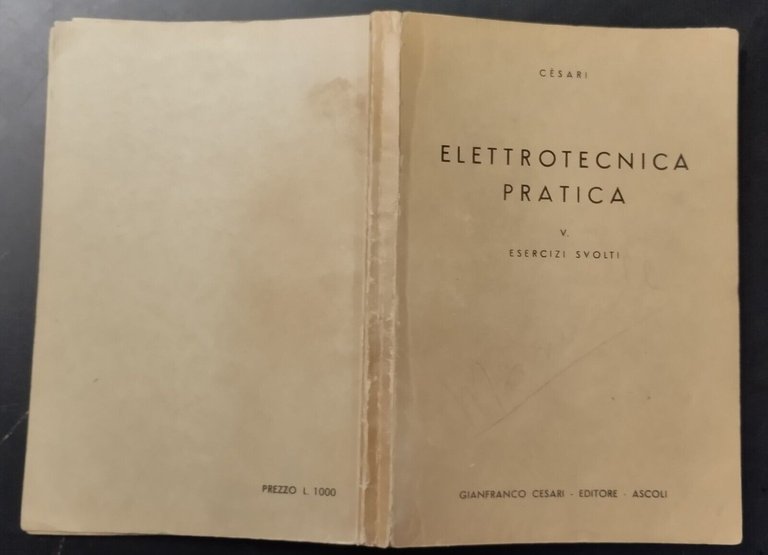 CÈSARI
ELETTROTECNICA
PRATICA
V.
ESERCIZI SVOLTI
GIANFRANCO CESARI - EDITORE - ASCOLI
PREZZO L. 1000